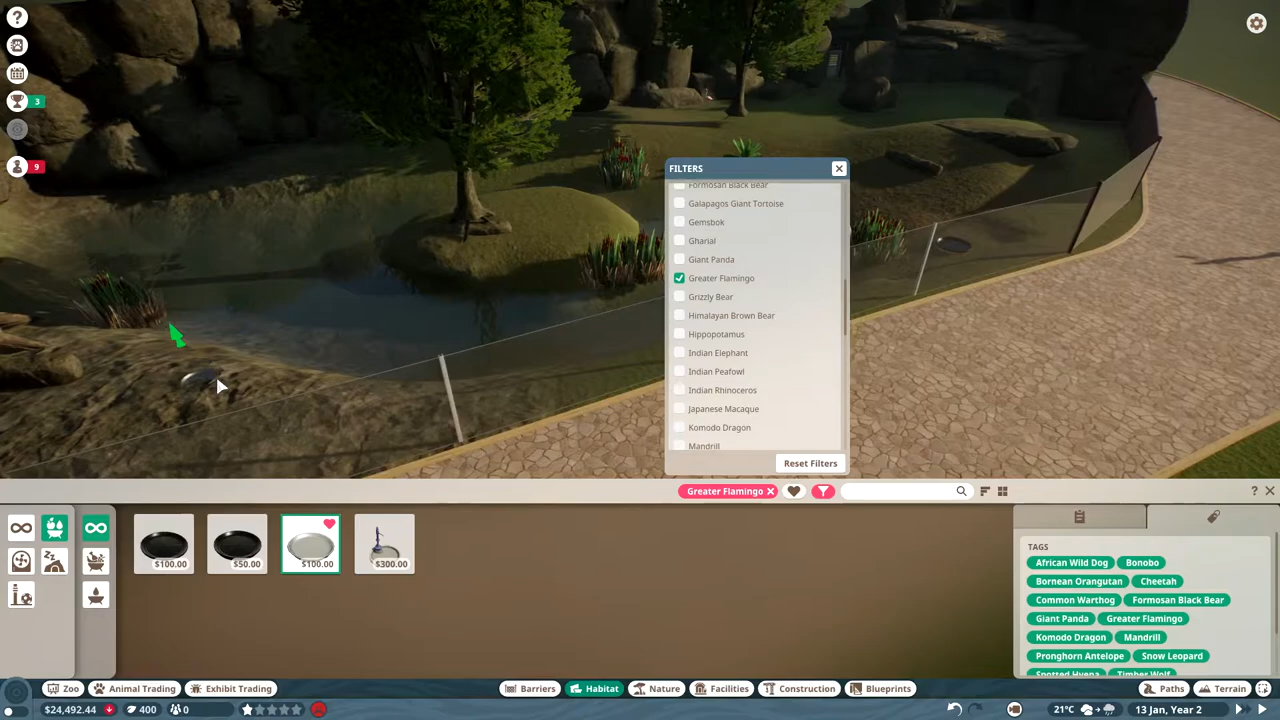 ?
3
9
FILTERS
Formosan Black Bear
Galapagos Giant Tortoise
Gemsbok
Gharial
Giant Panda
Greater Flamingo
Grizzly Bear
Himalayan Brown Bear
Hippopotamus
Indian Elephant
Indian Peafowl
Indian Rhinoceros
Japanese Macaque
Komodo Dragon
Mandrill
Reset Filters
Greater Flamingo ×
?
$100.00 $50.00 $100.00 $300.00
TAGS
African Wild Dog Bonobo
Bornean Orangutan Cheetah
Common Warthog Formosan Black Bear
Giant Panda Greater Flamingo
Komodo Dragon Mandrill
Pronghorn Antelope Snow Leopard
Spotted Hyena Timber Wolf
Zoo Animal Trading Exhibit Trading Barriers Habitat Nature Facilities Construction Blueprints Paths Terrain
$24,492.44 400 0 21°C 13 Jan, Year 2